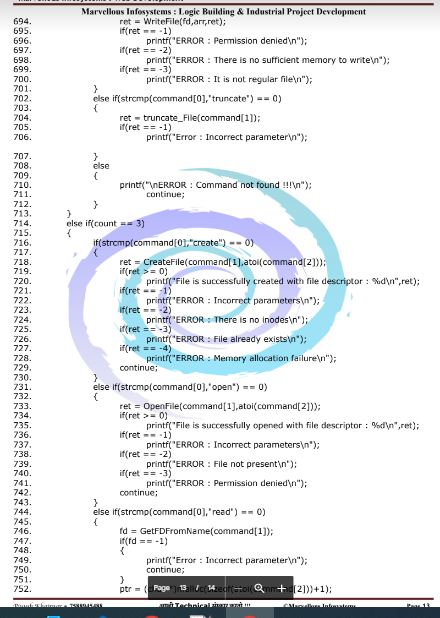 Marvellous Infosystems : Logic Building & Industrial Project Development
694. ret = WriteFile(fd,arr,ret);
695. if(ret == -1)
696. printf("ERROR : Permission denied\n");
697. if(ret == -2)
698. printf("ERROR : There is no sufficient memory to write\n");
699. if(ret == -3)
700. printf("ERROR : It is not regular file\n");
701. }
702. else if(strcmp(command[0],"truncate") == 0)
703. {
704. ret = truncate_File(command[1]);
705. if(ret == -1)
706. printf("Error : Incorrect parameter\n");
707. }
708. else
709. {
710. printf("\nERROR : Command not found !!!\n");
711. continue;
712. }
713. }
714. else if(count == 3)
715. {
716. if(strcmp(command[0],"create") == 0)
717. {
718. ret = CreateFile(command[1],atoi(command[2]));
719. if(ret >= 0)
720. printf("File is successfully created with file descriptor : %d\n",ret);
721. if(ret == -1)
722. printf("ERROR : Incorrect parameters\n");
723. if(ret == -2)
724. printf("ERROR : There is no inodes\n");
725. if(ret == -3)
726. printf("ERROR : File already exists\n");
727. if(ret == -4)
728. printf("ERROR : Memory allocation failure\n");
729. continue;
730. }
731. else if(strcmp(command[0],"open") == 0)
732. {
733. ret = OpenFile(command[1],atoi(command[2]));
734. if(ret >= 0)
735. printf("File is successfully opened with file descriptor : %d\n",ret);
736. if(ret == -1)
737. printf("ERROR : Incorrect parameters\n");
738. if(ret == -2)
739. printf("ERROR : File not present\n");
740. if(ret == -3)
741. printf("ERROR : Permission denied\n");
742. continue;
743. }
744. else if(strcmp(command[0],"read") == 0)
745. {
746. fd = GetFDFromName(command[1]);
747. if(fd == -1)
748. {
749. printf("Error : Incorrect parameter\n");
750. continue;
751. }
752. ptr = 2]))+1);
Page 13 / 14
7588945488 आम्ही Technical संस्कार करतो !!! ©Marvellous Infosystems Page 13